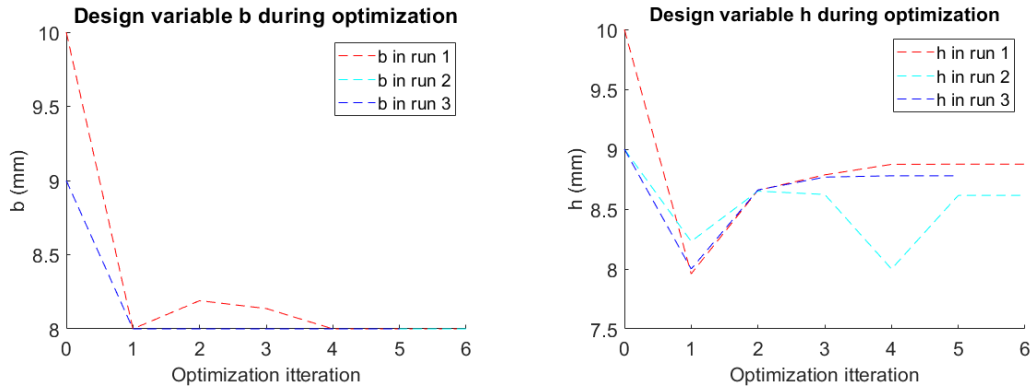 Design variable b during optimization
10
9.5
9
8.5
8
b (mm)
0 1 2 3 4 5 6
Optimization itteration
b in run 1
b in run 2
b in run 3
Design variable h during optimization
10
9.5
9
8.5
8
7.5
h (mm)
0 1 2 3 4 5 6
Optimization itteration
h in run 1
h in run 2
h in run 3